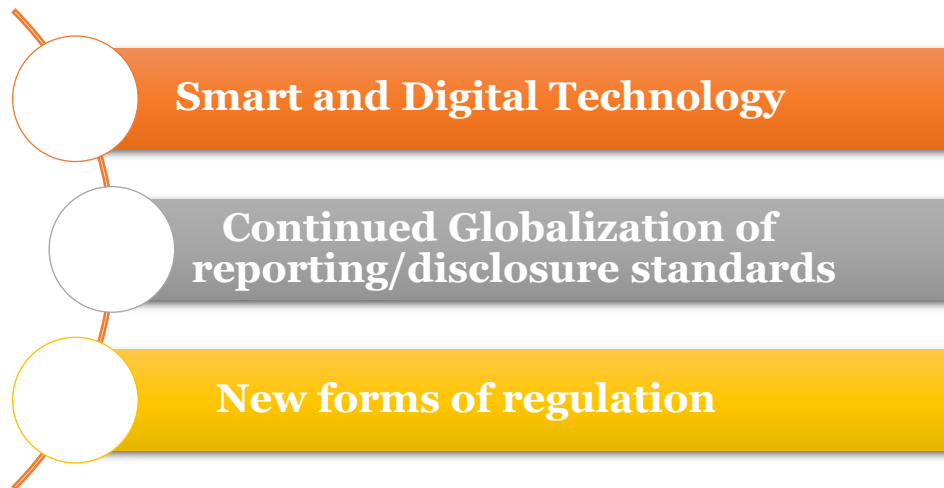 Smart and Digital Technology
Continued Globalization of
reporting/disclosure standards
New forms of regulation